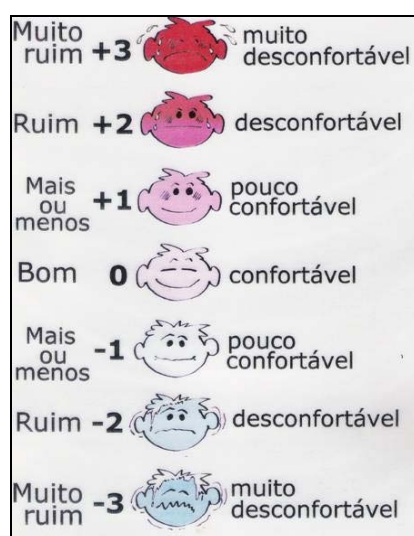 Muito
ruim +3 muito
desconfortável
Ruim +2 desconfortável
Mais
ou
menos +1 pouco
confortável
Bom 0 confortável
Mais
ou
menos -1 pouco
confortável
Ruim -2 desconfortável
Muito
ruim -3 muito
desconfortável